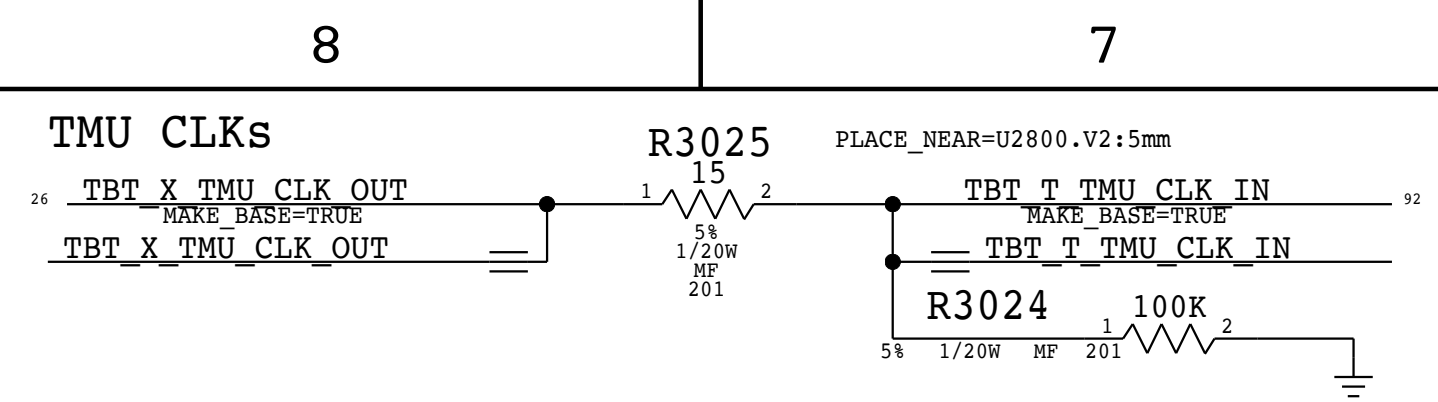 8
7
TMU CLKs
R3025
15
PLACE_NEAR=U2800.V2:5mm
26
TBT_X_TMU_CLK_OUT
1
2
TBT_T_TMU_CLK_IN
92
MAKE_BASE=TRUE
MAKE_BASE=TRUE
5%
1/20W
MF
201
TBT_X_TMU_CLK_OUT
TBT_T_TMU_CLK_IN
R3024
100K
1
2
5% 1/20W MF 201